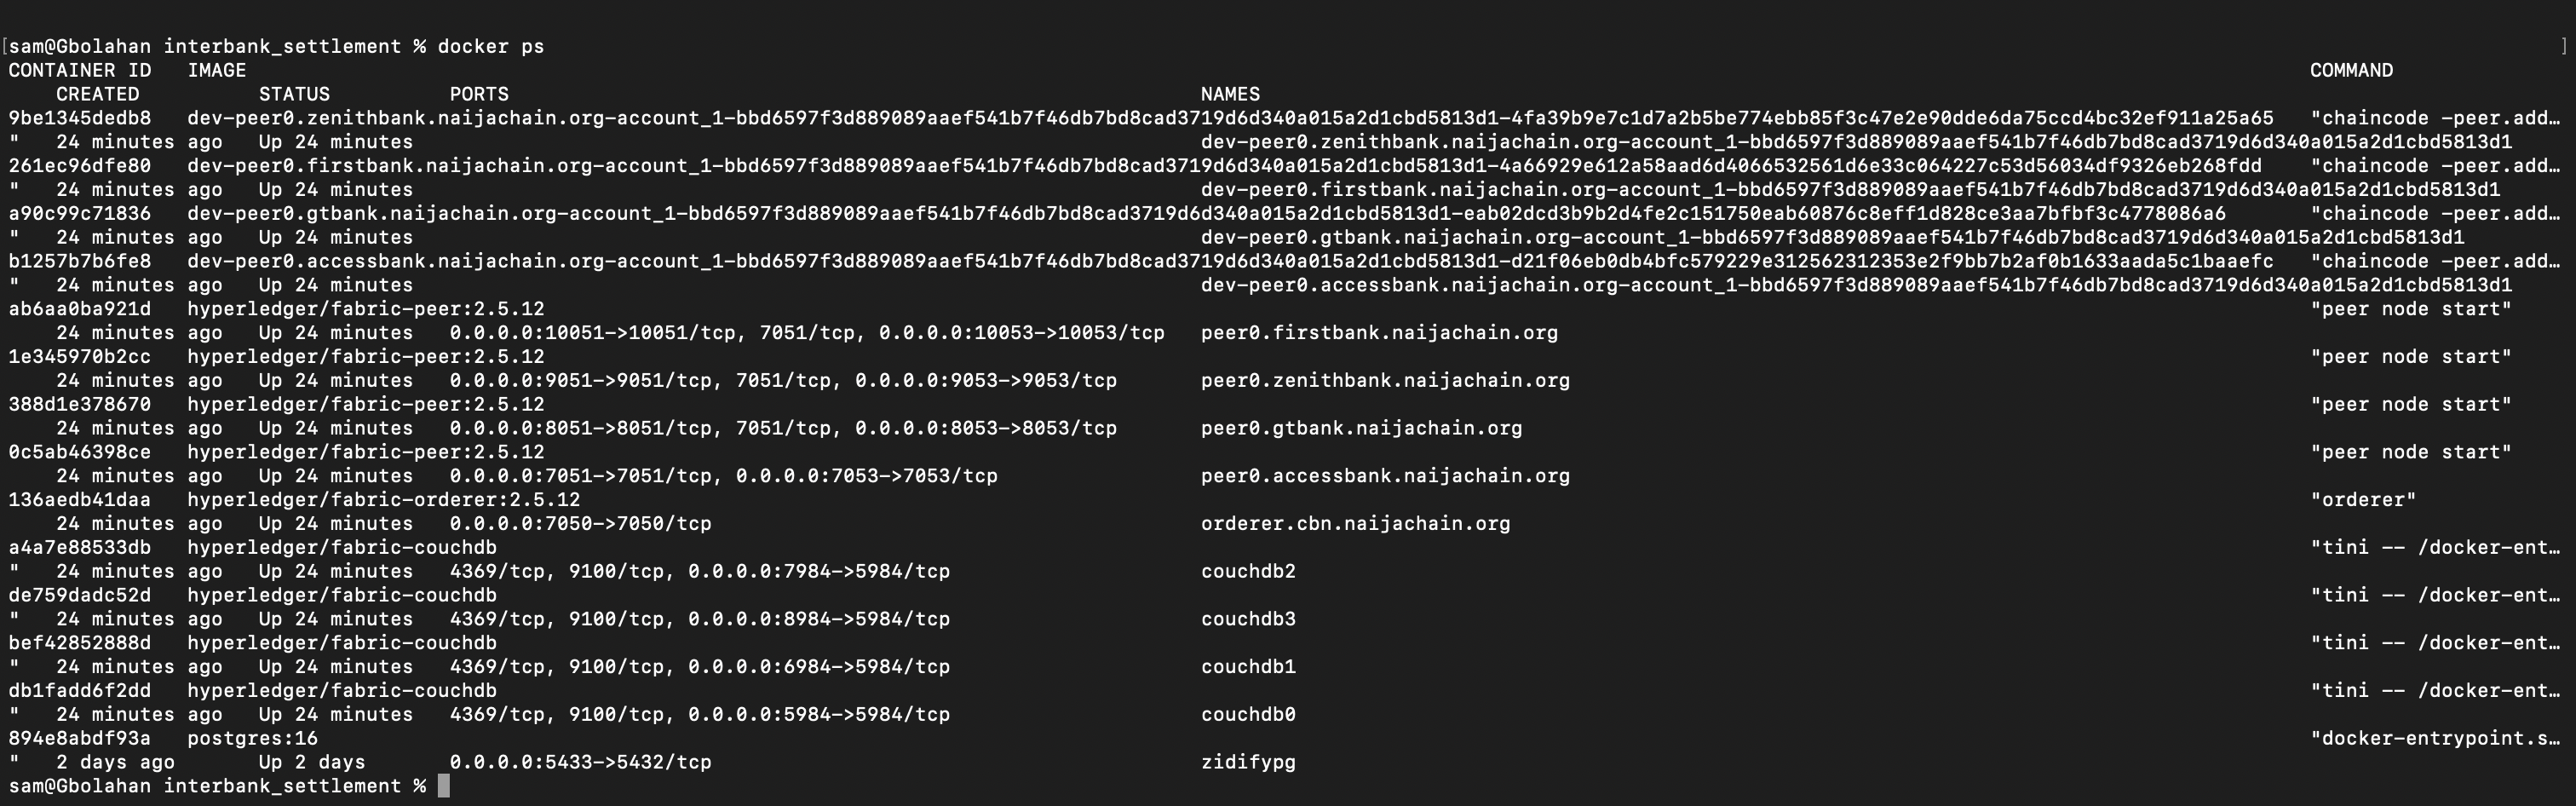 [sam@Gbolahan interbank_settlement % docker ps ]
CONTAINER ID   IMAGE   COMMAND
    CREATED          STATUS          PORTS   NAMES
9be1345dedb8   dev-peer0.zenithbank.naijachain.org-account_1-bbd6597f3d889089aaef541b7f46db7bd8cad3719d6d340a015a2d1cbd5813d1-4fa39b9e7c1d7a2b5be774ebb85f3c47e2e90dde6da75ccd4bc32ef911a25a65   "chaincode -peer.add…
"   24 minutes ago   Up 24 minutes   dev-peer0.zenithbank.naijachain.org-account_1-bbd6597f3d889089aaef541b7f46db7bd8cad3719d6d340a015a2d1cbd5813d1
261ec96dfe80   dev-peer0.firstbank.naijachain.org-account_1-bbd6597f3d889089aaef541b7f46db7bd8cad3719d6d340a015a2d1cbd5813d1-4a66929e612a58aad6d4066532561d6e33c064227c53d56034df9326eb268fdd   "chaincode -peer.add…
"   24 minutes ago   Up 24 minutes   dev-peer0.firstbank.naijachain.org-account_1-bbd6597f3d889089aaef541b7f46db7bd8cad3719d6d340a015a2d1cbd5813d1
a90c99c71836   dev-peer0.gtbank.naijachain.org-account_1-bbd6597f3d889089aaef541b7f46db7bd8cad3719d6d340a015a2d1cbd5813d1-eab02dcd3b9b2d4fe2c151750eab60876c8eff1d828ce3aa7bfbf3c4778086a6   "chaincode -peer.add…
"   24 minutes ago   Up 24 minutes   dev-peer0.gtbank.naijachain.org-account_1-bbd6597f3d889089aaef541b7f46db7bd8cad3719d6d340a015a2d1cbd5813d1
b1257b7b6fe8   dev-peer0.accessbank.naijachain.org-account_1-bbd6597f3d889089aaef541b7f46db7bd8cad3719d6d340a015a2d1cbd5813d1-d21f06eb0db4bfc579229e312562312353e2f9bb7b2af0b1633aada5c1baaefc   "chaincode -peer.add…
"   24 minutes ago   Up 24 minutes   dev-peer0.accessbank.naijachain.org-account_1-bbd6597f3d889089aaef541b7f46db7bd8cad3719d6d340a015a2d1cbd5813d1
ab6aa0ba921d   hyperledger/fabric-peer:2.5.12   "peer node start"
    24 minutes ago   Up 24 minutes   0.0.0.0:10051->10051/tcp, 7051/tcp, 0.0.0.0:10053->10053/tcp   peer0.firstbank.naijachain.org
1e345970b2cc   hyperledger/fabric-peer:2.5.12   "peer node start"
    24 minutes ago   Up 24 minutes   0.0.0.0:9051->9051/tcp, 7051/tcp, 0.0.0.0:9053->9053/tcp   peer0.zenithbank.naijachain.org
388d1e378670   hyperledger/fabric-peer:2.5.12   "peer node start"
    24 minutes ago   Up 24 minutes   0.0.0.0:8051->8051/tcp, 7051/tcp, 0.0.0.0:8053->8053/tcp   peer0.gtbank.naijachain.org
0c5ab46398ce   hyperledger/fabric-peer:2.5.12   "peer node start"
    24 minutes ago   Up 24 minutes   0.0.0.0:7051->7051/tcp, 0.0.0.0:7053->7053/tcp   peer0.accessbank.naijachain.org
136aedb41daa   hyperledger/fabric-orderer:2.5.12   "orderer"
    24 minutes ago   Up 24 minutes   0.0.0.0:7050->7050/tcp   orderer.cbn.naijachain.org
a4a7e88533db   hyperledger/fabric-couchdb   "tini -- /docker-ent…
"   24 minutes ago   Up 24 minutes   4369/tcp, 9100/tcp, 0.0.0.0:7984->5984/tcp   couchdb2
de759dadc52d   hyperledger/fabric-couchdb   "tini -- /docker-ent…
"   24 minutes ago   Up 24 minutes   4369/tcp, 9100/tcp, 0.0.0.0:8984->5984/tcp   couchdb3
bef42852888d   hyperledger/fabric-couchdb   "tini -- /docker-ent…
"   24 minutes ago   Up 24 minutes   4369/tcp, 9100/tcp, 0.0.0.0:6984->5984/tcp   couchdb1
db1fadd6f2dd   hyperledger/fabric-couchdb   "tini -- /docker-ent…
"   24 minutes ago   Up 24 minutes   4369/tcp, 9100/tcp, 0.0.0.0:5984->5984/tcp   couchdb0
894e8abdf93a   postgres:16   "docker-entrypoint.s…
"   2 days ago       Up 2 days       0.0.0.0:5433->5432/tcp   zidifypg
sam@Gbolahan interbank_settlement %